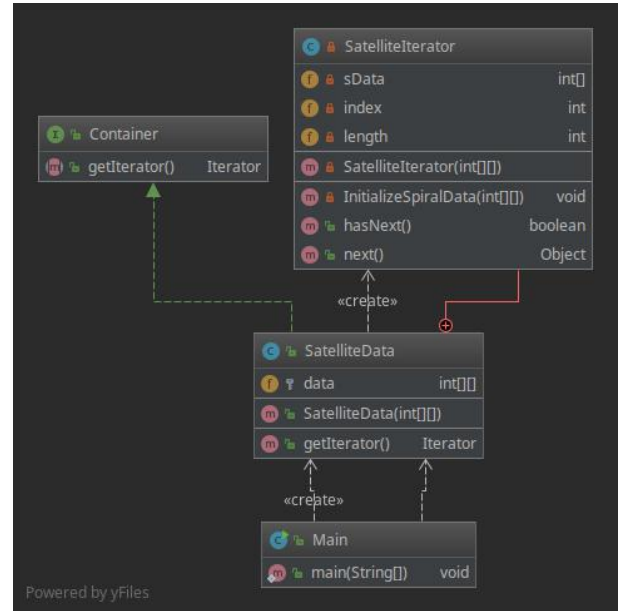 SatelliteIterator
sData int[]
index int
length int
SatelliteIterator(int[][])
InitializeSpiralData(int[][]) void
hasNext() boolean
next() Object
Container
getIterator() Iterator
«create»
SatelliteData
data int[][]
SatelliteData(int[][])
getIterator() Iterator
«create»
Main
main(String[]) void
Powered by yFiles